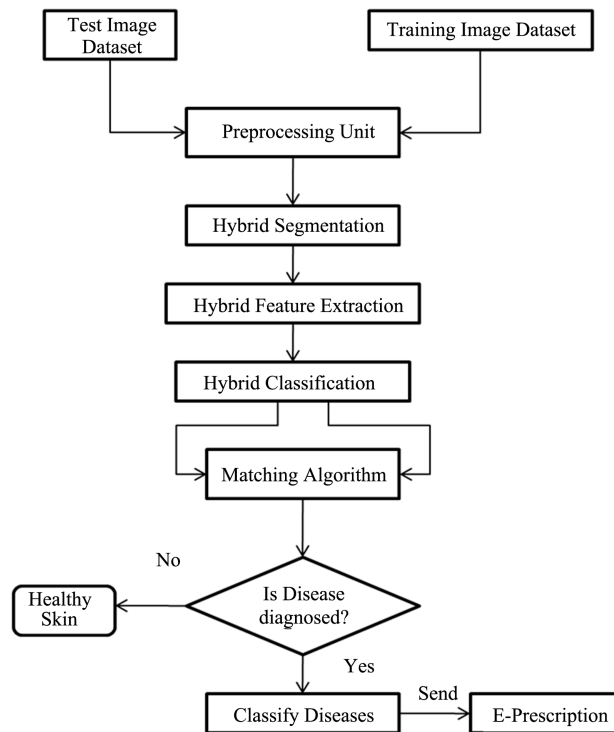 Test Image
Dataset
Training Image Dataset
Preprocessing Unit
Hybrid Segmentation
Hybrid Feature Extraction
Hybrid Classification
Matching Algorithm
No
Is Disease
diagnosed?
Healthy
Skin
Yes
Classify Diseases
Send
E-Prescription